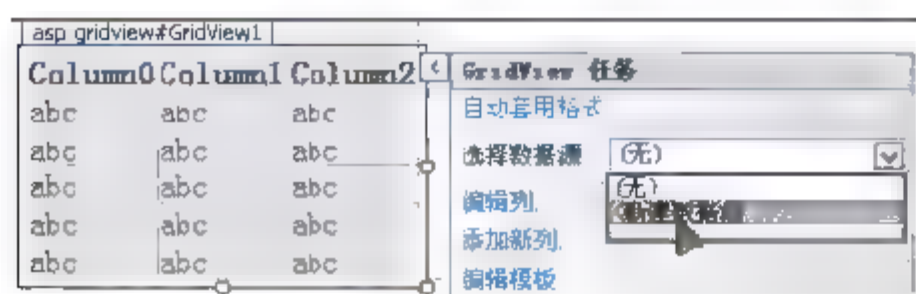 asp gridview#GridView1
Column0 Column1 Column2
abc abc abc
abc abc abc
abc abc abc
abc abc abc
abc abc abc
GridView 任务
自动套用格式
选择数据源 (无)
(无)
编辑列.
添加新列.
编辑模板